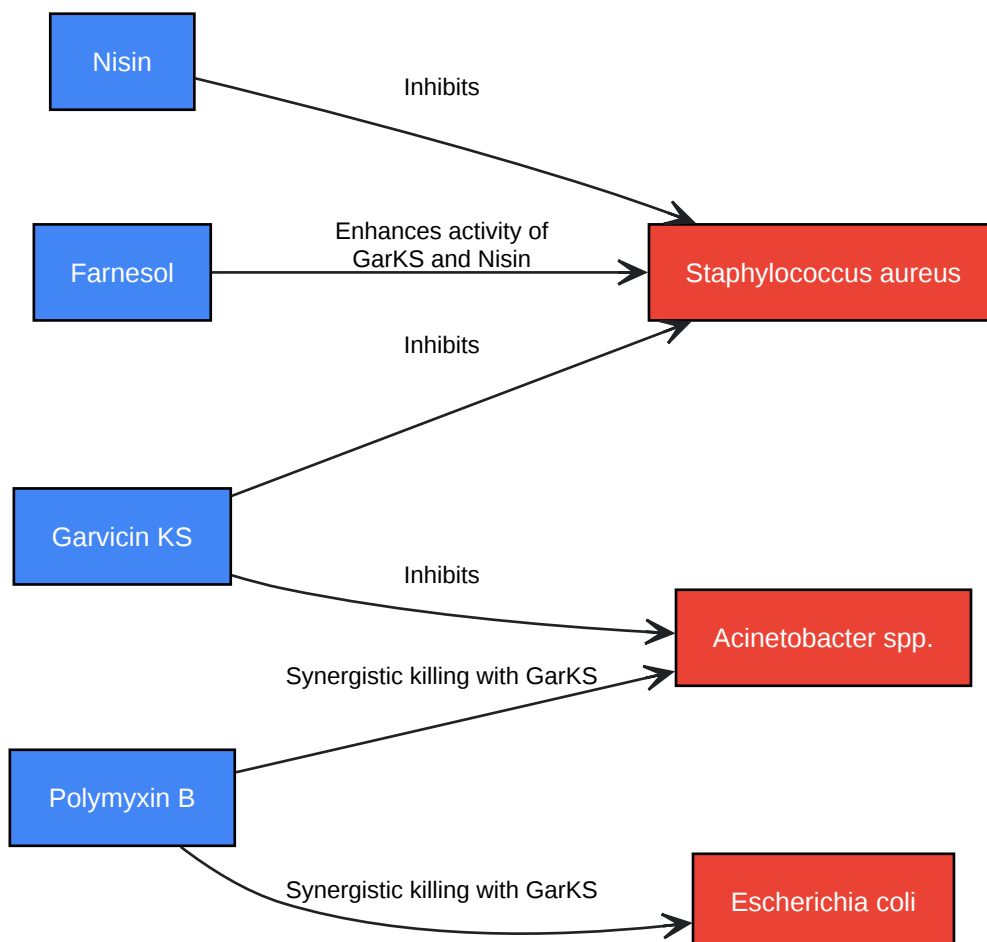 Nisin
Inhibits
Enhances activity of
GarKS and Nisin
Farnesol
Staphylococcus aureus
Inhibits
Garvicin KS
Inhibits
Acinetobacter spp.
Synergistic killing with GarKS
Polymyxin B
Synergistic killing with GarKS
Escherichia coli